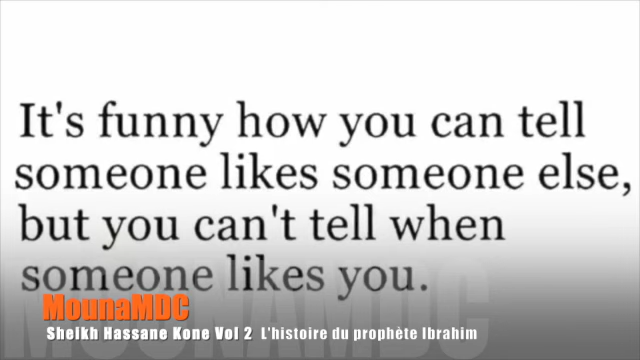 It's funny how you can tell
someone likes someone else,
but you can't tell when
someone likes you.
MOUNAMDC
MounaMDC
Sheikh Hassane Kone Vol 2 L'histoire du prophète Ibrahim